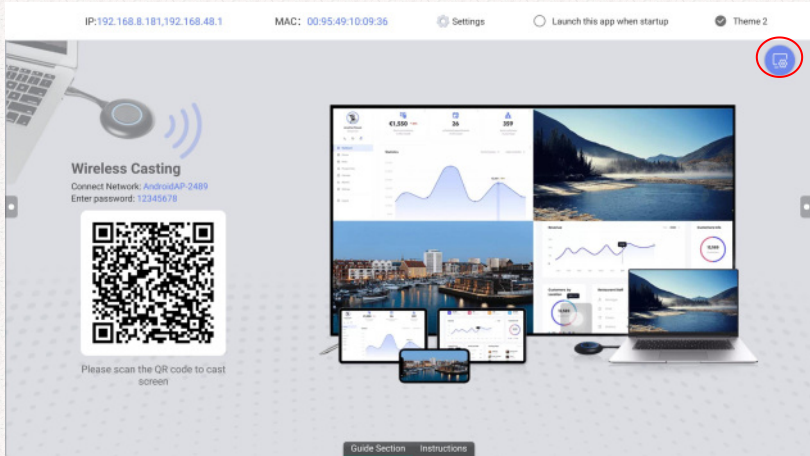 IP:192.168.8.181,192.168.48.1
MAC: 00:95:49:10:09:36
Settings
Launch this app when startup
Theme 2
Wireless Casting
Connect Network: AndroidAP-2489
Enter password: 12345678
Please scan the QR code to cast
screen
€1,550
36
359
Guide Section
Instructions